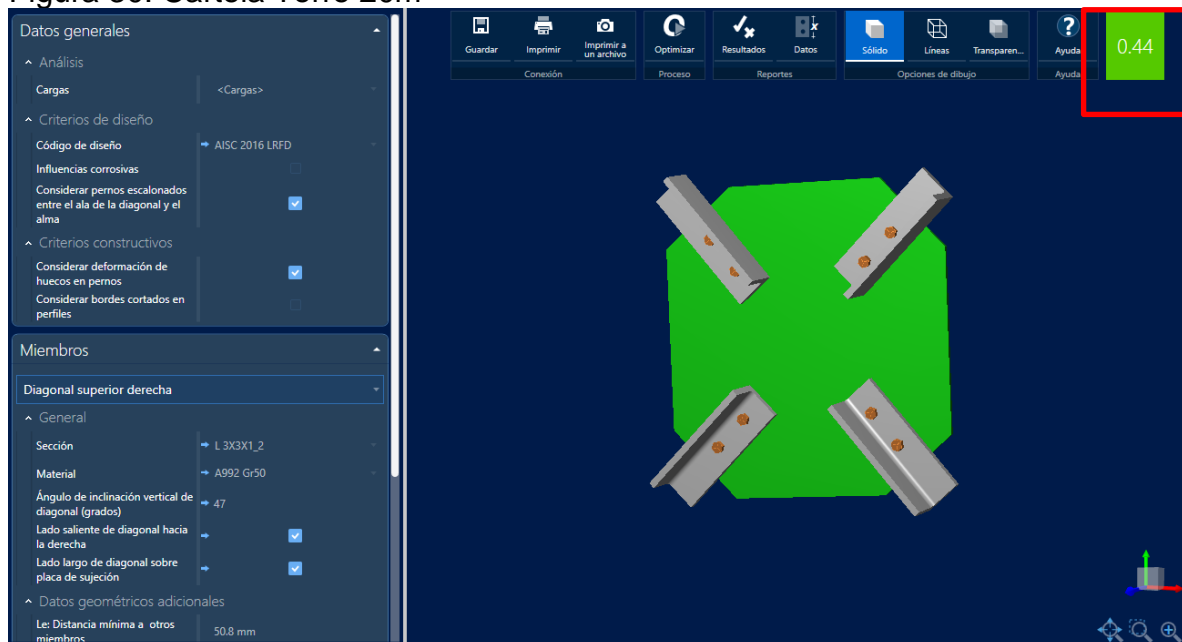 Datos generales
Análisis
Cargas
<Cargas>
Criterios de diseño
Código de diseño
AISC 2016 LRFD
Influencias corrosivas
Considerar pernos escalonados
entre el ala de la diagonal y el
alma
Criterios constructivos
Considerar deformación de
huecos en pernos
Considerar bordes cortados en
perfiles
Miembros
Diagonal superior derecha
General
Sección
L 3X3X1_2
Material
A992 Gr50
Ángulo de inclinación vertical de
diagonal (grados)
47
Lado saliente de diagonal hacia
la derecha
Lado largo de diagonal sobre
placa de sujeción
Datos geométricos adicionales
Le: Distancia mínima a otros
miembros
50.8 mm
Guardar
Imprimir
Imprimir a
un archivo
Optimizar
Resultados
Datos
Sólido
Líneas
Transparen...
Ayuda
Conexión
Proceso
Reportes
Opciones de dibujo
Ayuda
0.44